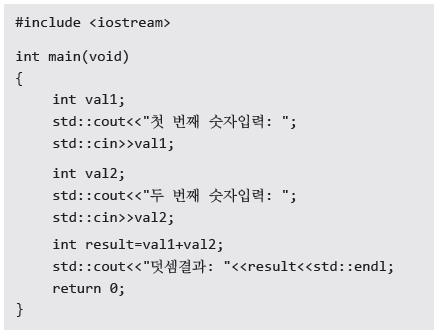 #include <iostream>
int main(void)
{
int val1;
std::cout<<"첫 번째 숫자입력: ";
std::cin>>val1;
int val2;
std::cout<<"두 번째 숫자입력: ";
std::cin>>val2;
int result=val1+val2;
std::cout<<"덧셈결과: "<<result<<std::endl;
return 0;
}